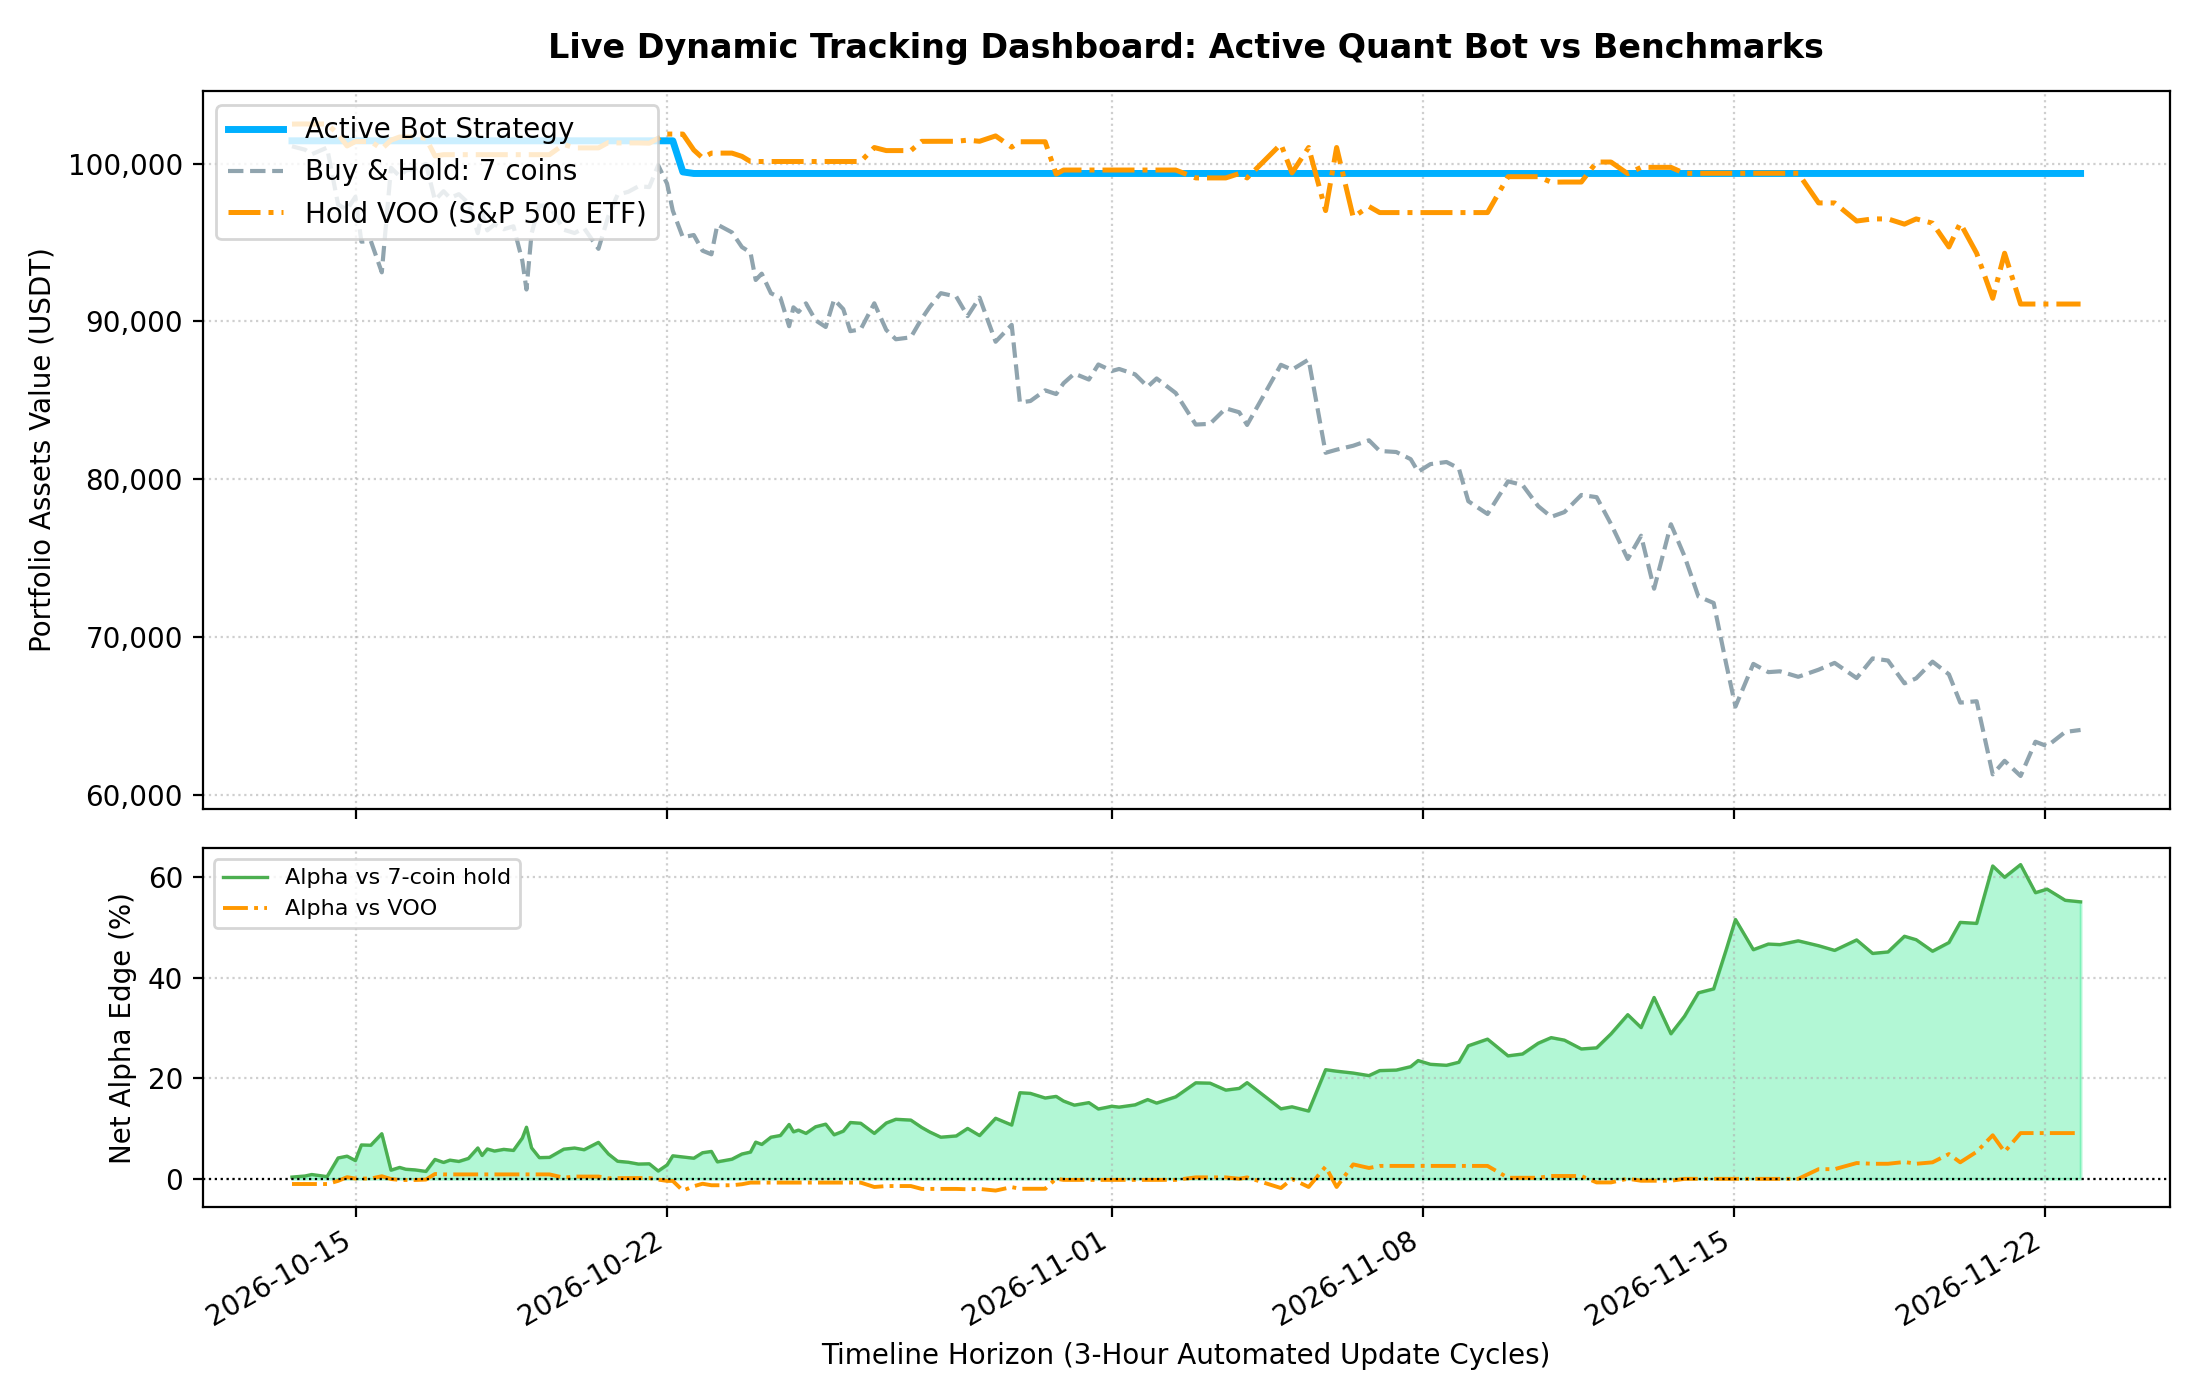 Live Dynamic Tracking Dashboard: Active Quant Bot vs Benchmarks
Active Bot Strategy
Buy & Hold: 7 coins
Hold VOO (S&P 500 ETF)
Portfolio Assets Value (USDT)
100,000
90,000
80,000
70,000
60,000
Alpha vs 7-coin hold
Alpha vs VOO
Net Alpha Edge (%)
60
40
20
0
2026-10-15
2026-10-22
2026-11-01
2026-11-08
2026-11-15
2026-11-22
Timeline Horizon (3-Hour Automated Update Cycles)